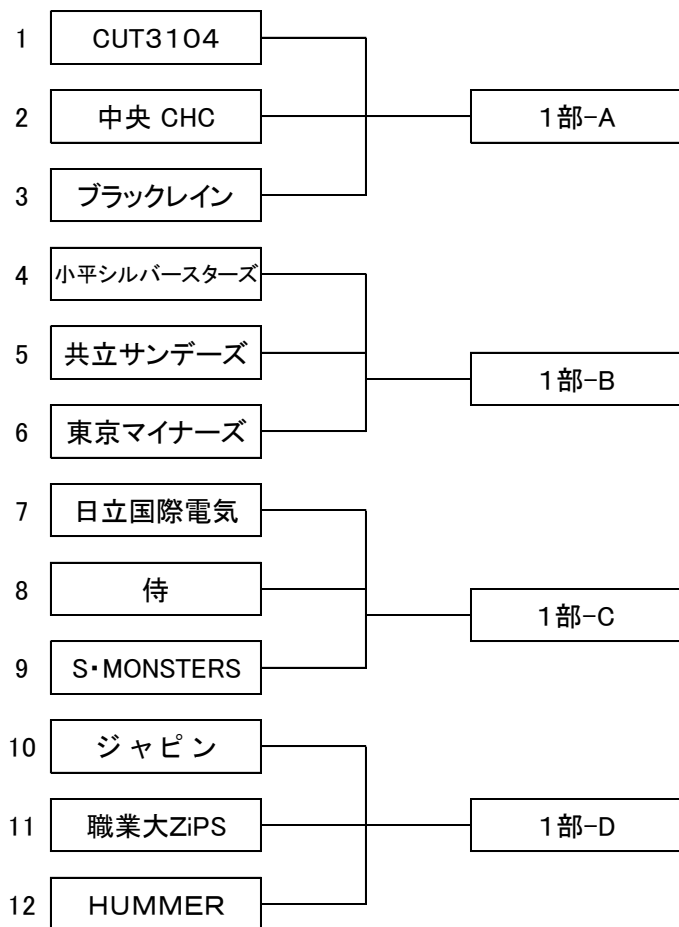 1 CUT3104
2 中央 CHC 1部-A
3 ブラックレイン
4 小平シルバースターズ
5 共立サンデーズ 1部-B
6 東京マイナーズ
7 日立国際電気
8 侍 1部-C
9 S・MONSTERS
10 ジャピン
11 職業大ZiPS 1部-D
12 HUMMER